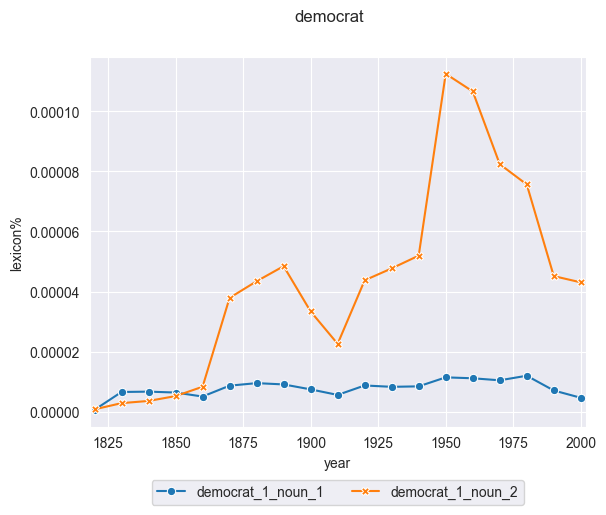 democrat
0.00010
0.00008
0.00006
0.00004
0.00002
0.00000
lexicon%
1825 1850 1875 1900 1925 1950 1975 2000
year
democrat_1_noun_1 democrat_1_noun_2